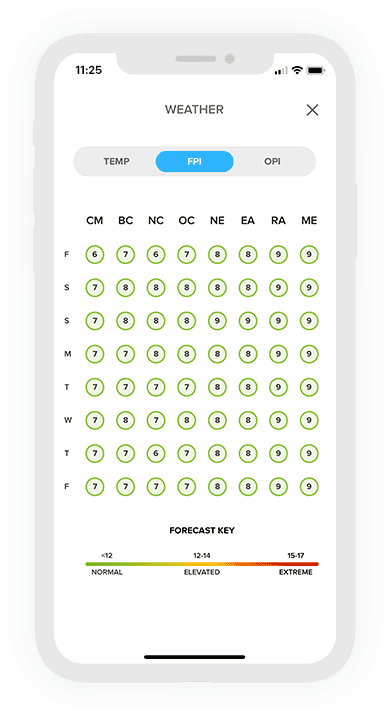 11:25
WEATHER
TEMP FPI OPI
CM BC NC OC NE EA RA ME
F 6 7 6 7 8 8 9 9
S 7 8 8 8 8 8 9 9
S 7 8 8 8 9 9 9 9
M 7 7 8 8 8 8 9 9
T 7 7 7 7 8 8 9 9
W 7 8 7 8 8 8 9 9
T 7 7 6 7 8 8 9 9
F 7 7 7 7 8 8 9 9
FORECAST KEY
<12 12-14 15-17
NORMAL ELEVATED EXTREME